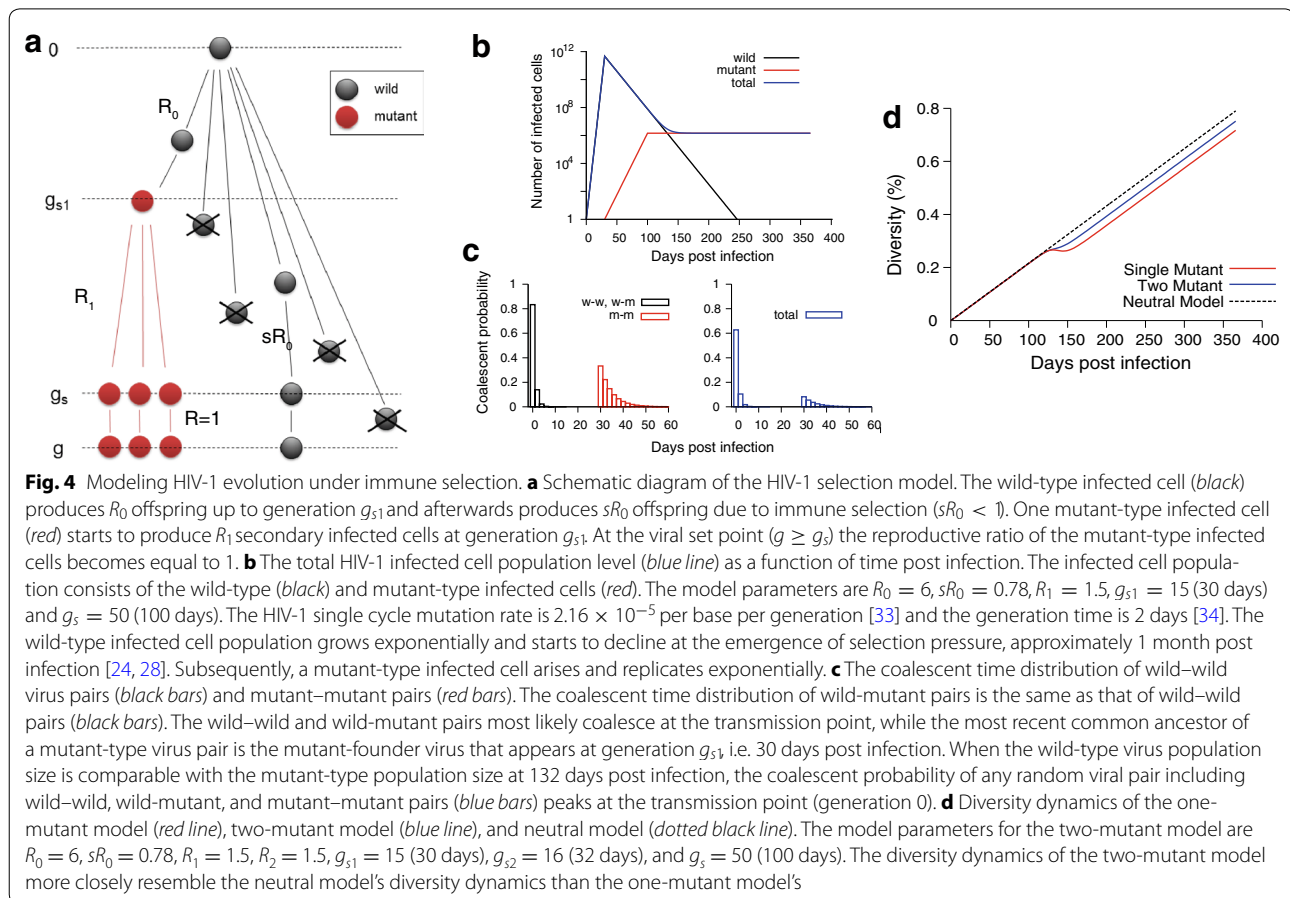 a
0
R₀
wild
mutant
gₛ₁
R₁
sR₀
gₛ
R=1
g
b
Number of infected cells
10¹²
10⁸
10⁴
1
wild
mutant
total
0 50 100 150 200 250 300 350 400
Days post infection
c
Coalescent probability
1
0.8
0.6
0.4
0.2
0
w-w, w-m
m-m
0 10 20 30 40 50 60
Days post infection
1
0.8
0.6
0.4
0.2
0
total
0 10 20 30 40 50 60
Days post infection
d
Diversity (%)
0.8
0.6
0.4
0.2
0
Single Mutant
Two Mutant
Neutral Model
0 50 100 150 200 250 300 350 400
Days post infection
Fig. 4 Modeling HIV-1 evolution under immune selection. a Schematic diagram of the HIV-1 selection model. The wild-type infected cell (black)
produces R₀ offspring up to generation gₛ₁ and afterwards produces sR₀ offspring due to immune selection (sR₀ < 1). One mutant-type infected cell
(red) starts to produce R₁ secondary infected cells at generation gₛ₁. At the viral set point (g ≥ gₛ) the reproductive ratio of the mutant-type infected
cells becomes equal to 1. b The total HIV-1 infected cell population level (blue line) as a function of time post infection. The infected cell popula-
tion consists of the wild-type (black) and mutant-type infected cells (red). The model parameters are R₀ = 6, sR₀ = 0.78, R₁ = 1.5, gₛ₁ = 15 (30 days)
and gₛ = 50 (100 days). The HIV-1 single cycle mutation rate is 2.16 × 10⁻⁵ per base per generation [33] and the generation time is 2 days [34]. The
wild-type infected cell population grows exponentially and starts to decline at the emergence of selection pressure, approximately 1 month post
infection [24, 28]. Subsequently, a mutant-type infected cell arises and replicates exponentially. c The coalescent time distribution of wild–wild
virus pairs (black bars) and mutant–mutant pairs (red bars). The coalescent time distribution of wild-mutant pairs is the same as that of wild–wild
pairs (black bars). The wild–wild and wild-mutant pairs most likely coalesce at the transmission point, while the most recent common ancestor of
a mutant-type virus pair is the mutant-founder virus that appears at generation gₛ₁, i.e. 30 days post infection. When the wild-type virus population
size is comparable with the mutant-type population size at 132 days post infection, the coalescent probability of any random viral pair including
wild–wild, wild-mutant, and mutant–mutant pairs (blue bars) peaks at the transmission point (generation 0). d Diversity dynamics of the one-
mutant model (red line), two-mutant model (blue line), and neutral model (dotted black line). The model parameters for the two-mutant model are
R₀ = 6, sR₀ = 0.78, R₁ = 1.5, R₂ = 1.5, gₛ₁ = 15 (30 days), gₛ₂ = 16 (32 days), and gₛ = 50 (100 days). The diversity dynamics of the two-mutant model
more closely resemble the neutral model's diversity dynamics than the one-mutant model's